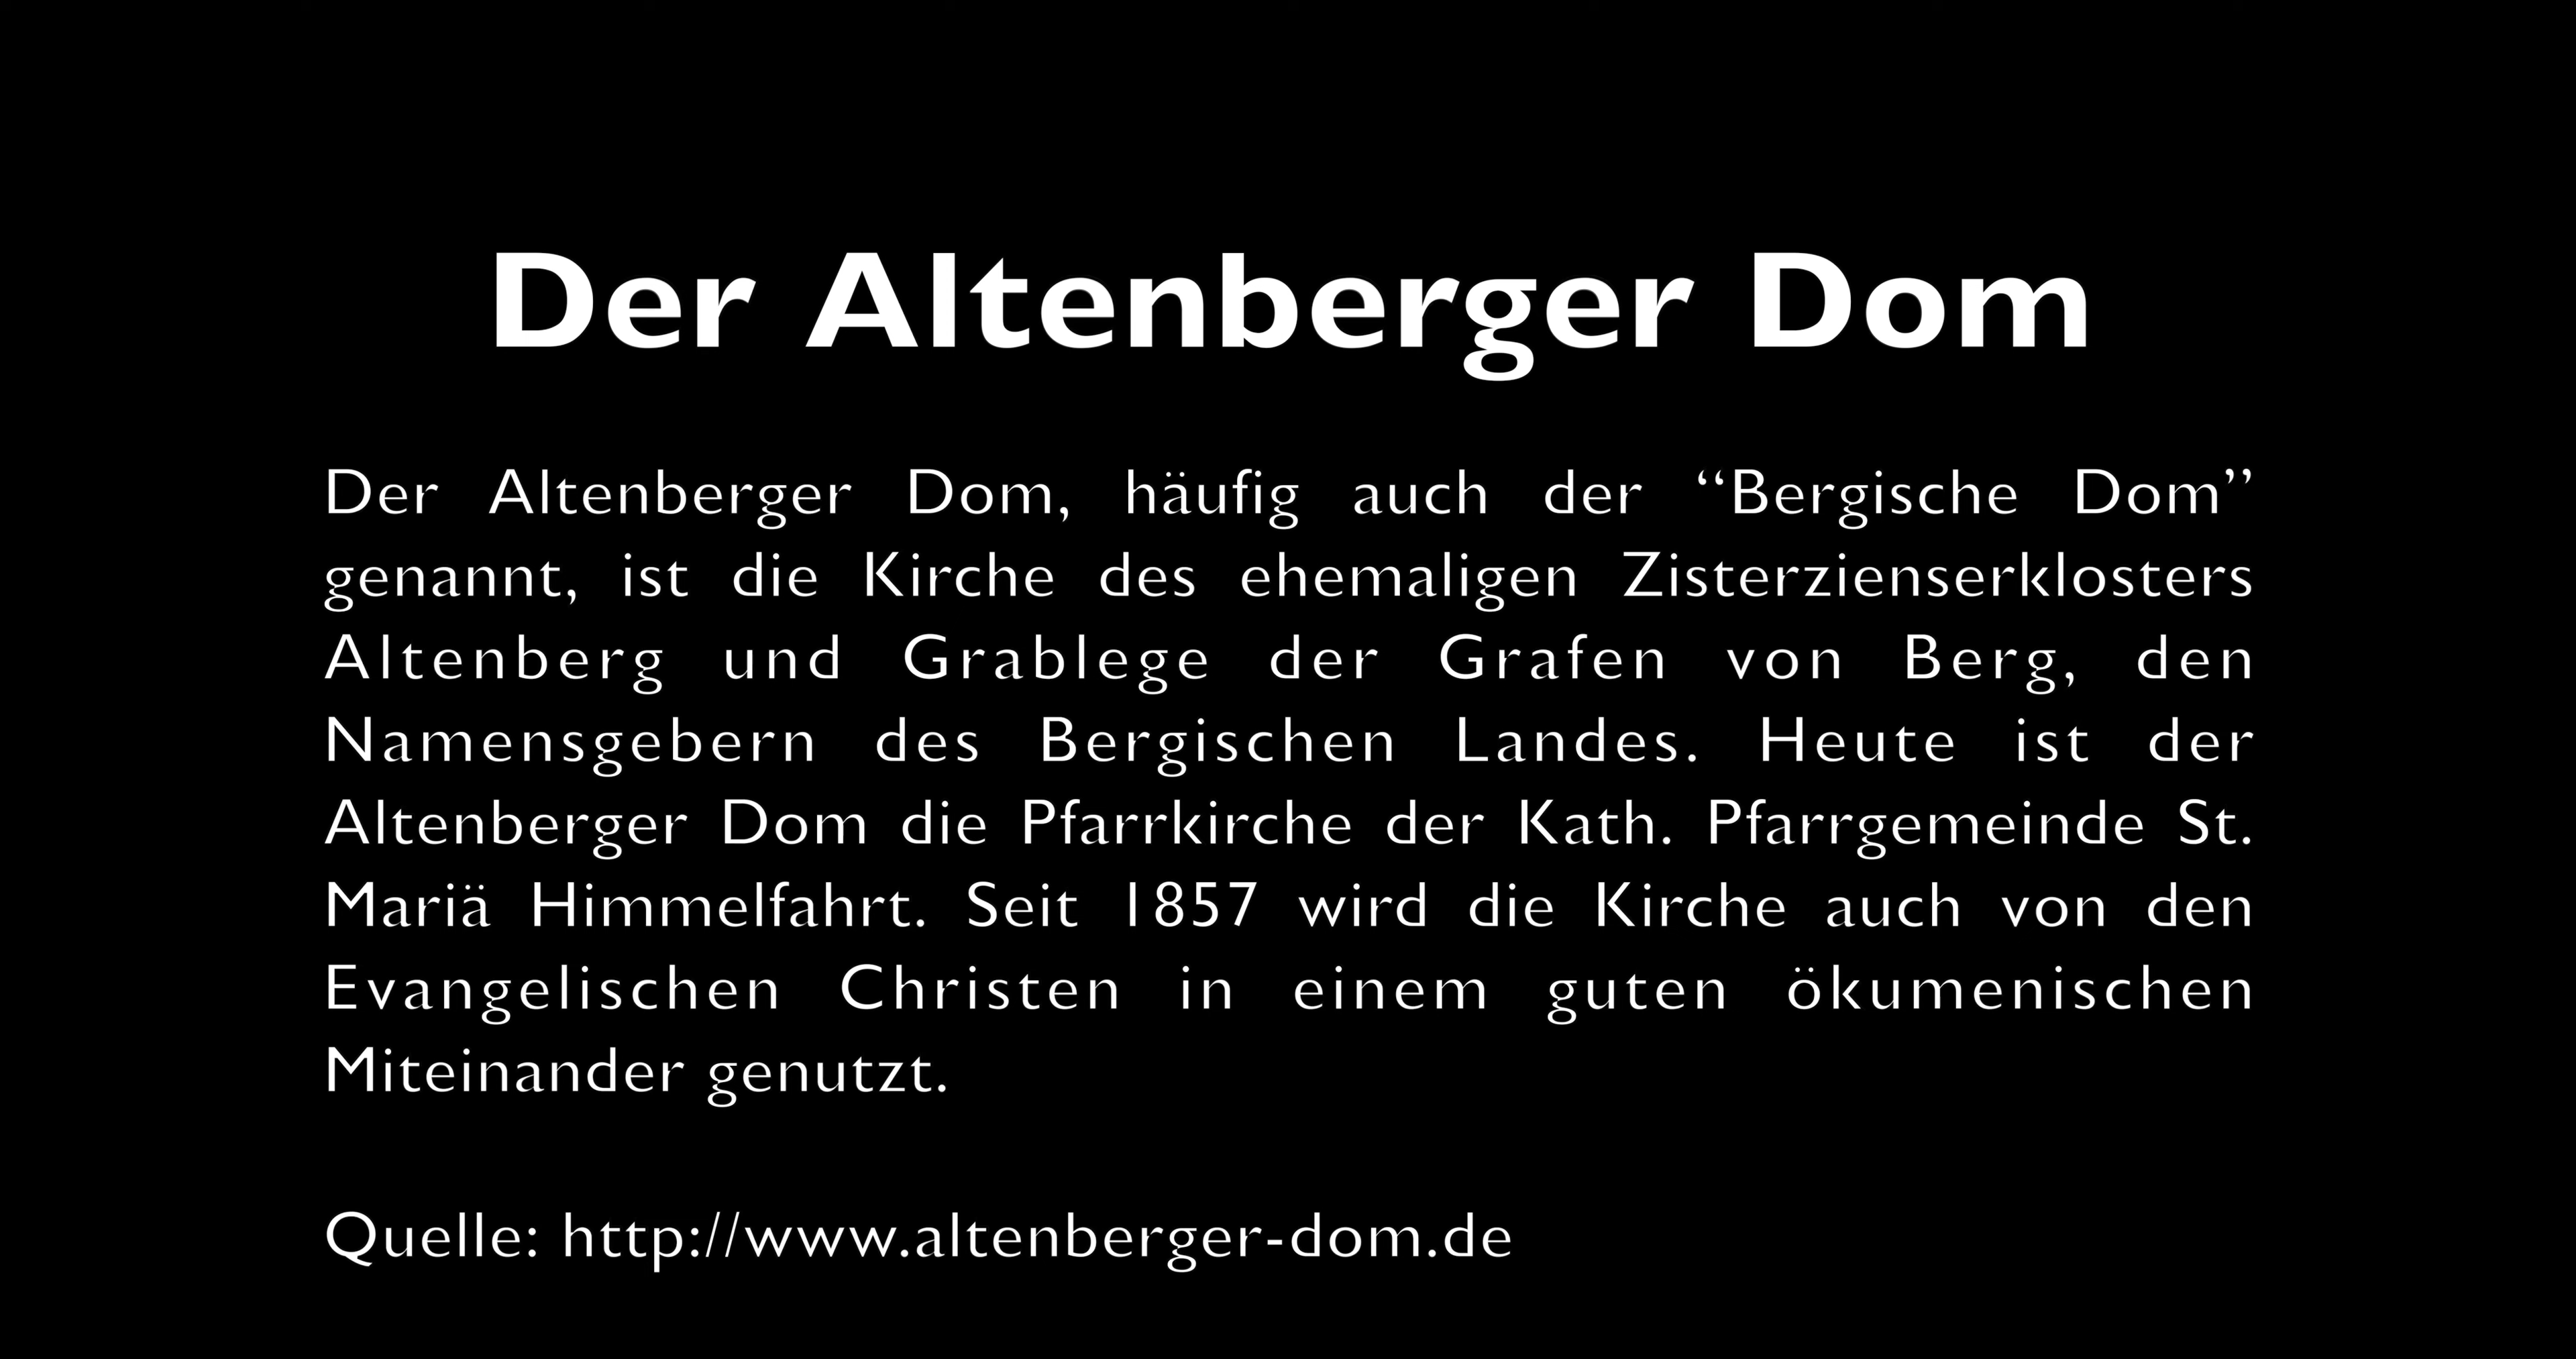 Der Altenberger Dom
Der Altenberger Dom, häufig auch der “Bergische Dom”
genannt, ist die Kirche des ehemaligen Zisterzienserklosters
Altenberg und Grablege der Grafen von Berg, den
Namensgebern des Bergischen Landes. Heute ist der
Altenberger Dom die Pfarrkirche der Kath. Pfarrgemeinde St.
Mariä Himmelfahrt. Seit 1857 wird die Kirche auch von den
Evangelischen Christen in einem guten ökumenischen
Miteinander genutzt.
Quelle: http://www.altenberger-dom.de